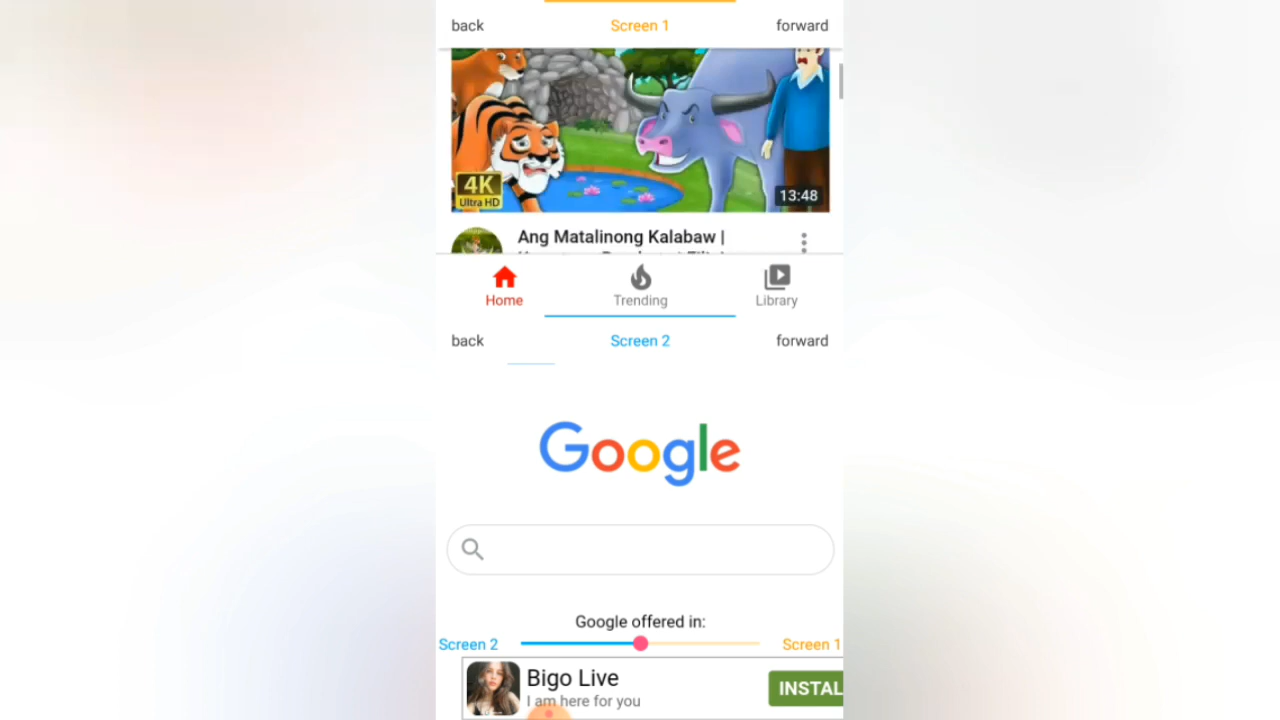 back Screen 1 forward
4K
Ultra HD
13:48
Ang Matalinong Kalabaw |
Home Trending Library
back Screen 2 forward
Google
Google offered in:
Screen 2 Screen 1
Bigo Live
I am here for you
INSTAL